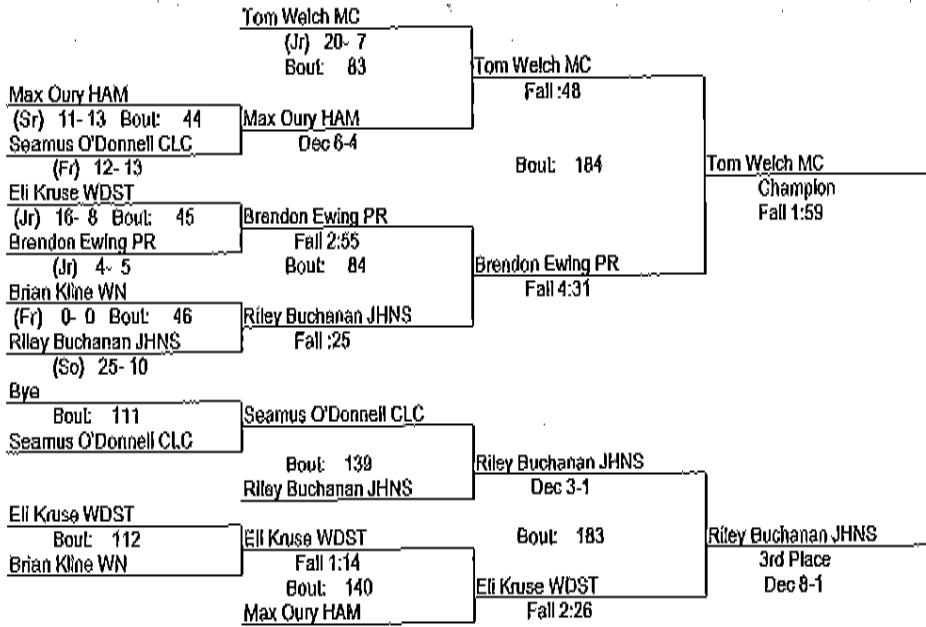 Tom Welch MC
(Jr) 20- 7
Bout: 83
Tom Welch MC
Fall :48
Max Oury HAM
(Sr) 11- 13 Bout: 44
Max Oury HAM
Seamus O'Donnell CLC
Dec 6-4
(Fr) 12- 13
Bout: 184
Tom Welch MC
Champion
Fall 1:59
Eli Kruse WDST
(Jr) 16- 8 Bout: 45
Brendon Ewing PR
Brendon Ewing PR
Fall 2:55
(Jr) 4- 5
Bout: 84
Brendon Ewing PR
Fall 4:31
Brian Kline WN
(Fr) 0- 0 Bout: 46
Riley Buchanan JHNS
Riley Buchanan JHNS
Fall :25
(So) 25- 10
Bye
Bout: 111
Seamus O'Donnell CLC
Seamus O'Donnell CLC
Bout: 139
Riley Buchanan JHNS
Riley Buchanan JHNS
Dec 3-1
Eli Kruse WDST
Bout: 112
Eli Kruse WDST
Bout: 183
Riley Buchanan JHNS
Brian Kline WN
Fall 1:14
3rd Place
Bout: 140
Eli Kruse WDST
Dec 8-1
Max Oury HAM
Fall 2:26